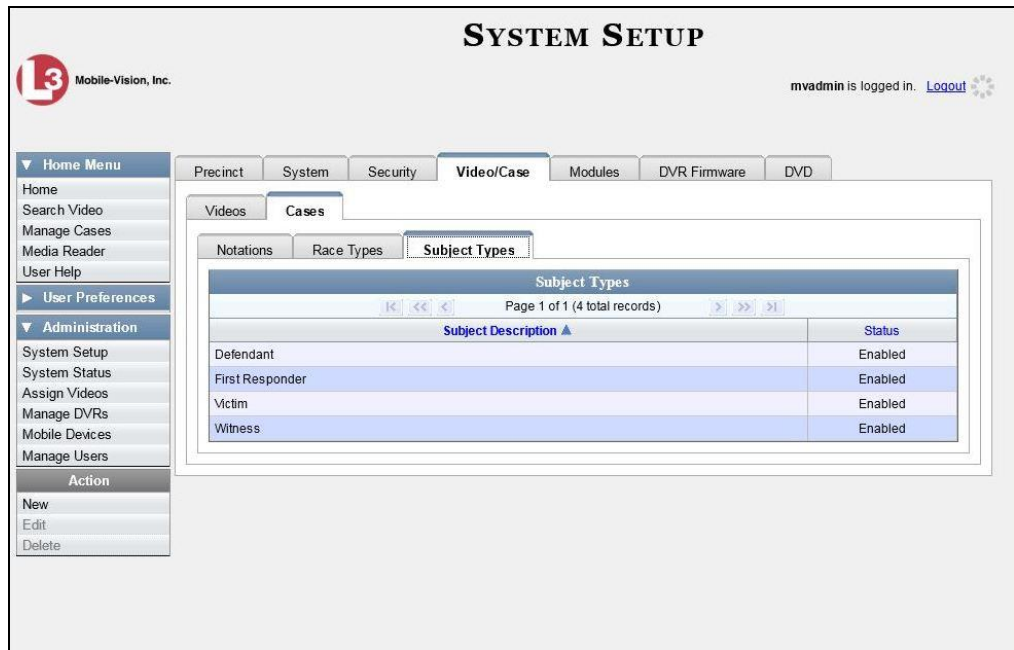 SYSTEM SETUP
L3 Mobile-Vision, Inc.
mvadmin is logged in. Logout
▼ Home Menu
Home
Search Video
Manage Cases
Media Reader
User Help
▶ User Preferences
▼ Administration
System Setup
System Status
Assign Videos
Manage DVRs
Mobile Devices
Manage Users
Action
New
Edit
Delete
Precinct System Security Video/Case Modules DVR Firmware DVD
Videos Cases
Notations Race Types Subject Types
Subject Types
|< << < Page 1 of 1 (4 total records) > >> >|
Subject Description ▲ Status
Defendant Enabled
First Responder Enabled
Victim Enabled
Witness Enabled